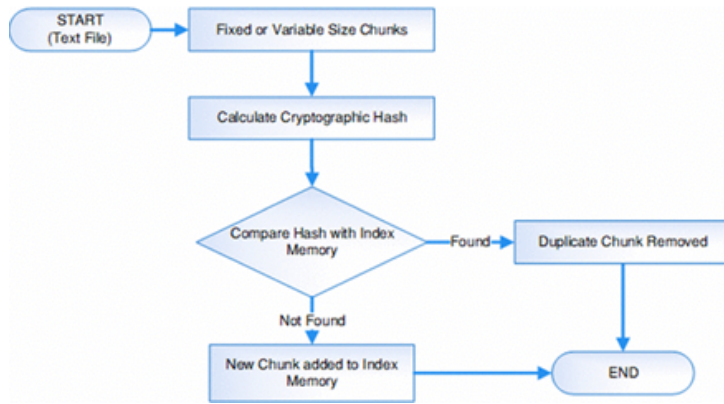 START
(Text File)
Fixed or Variable Size Chunks
Calculate Cryptographic Hash
Compare Hash with Index
Memory
Found
Duplicate Chunk Removed
Not Found
New Chunk added to Index
Memory
END